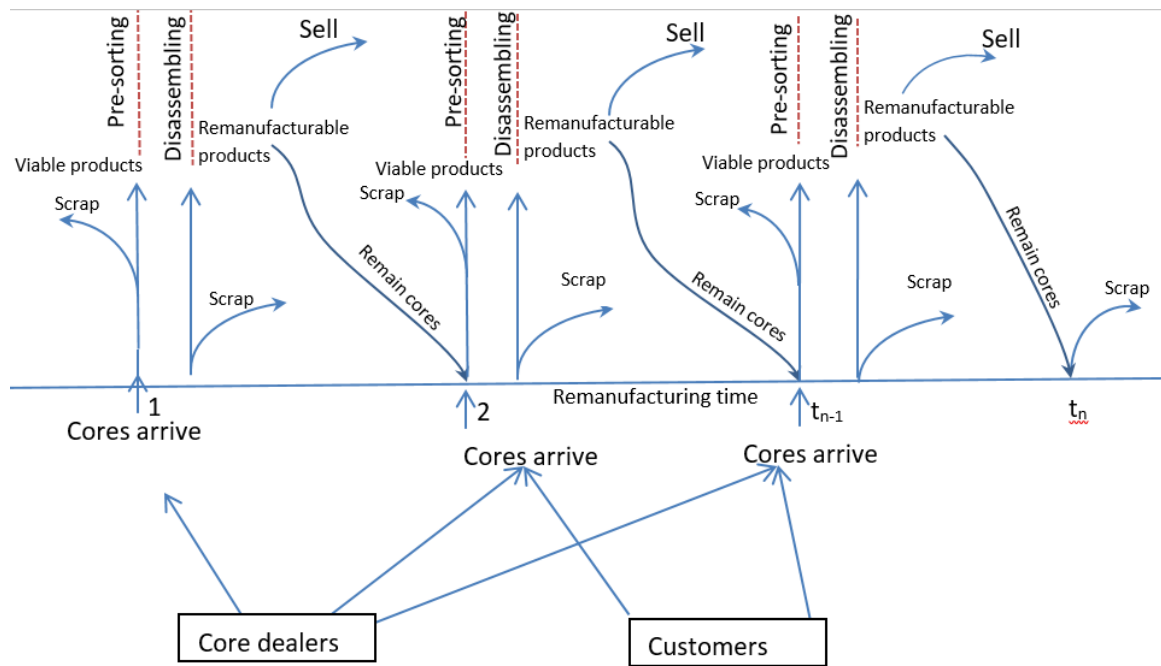 Pre-sorting
Disassembling
Sell
Remanufacturable
products
Viable products
Scrap
Scrap
Remain cores
Pre-sorting
Disassembling
Sell
Remanufacturable
products
Viable products
Scrap
Scrap
Remain cores
Pre-sorting
Disassembling
Sell
Remanufacturable
products
Viable products
Scrap
Scrap
Remain cores
Scrap
1
2
Remanufacturing time
tn-1
tn
Cores arrive
Cores arrive
Cores arrive
Core dealers
Customers